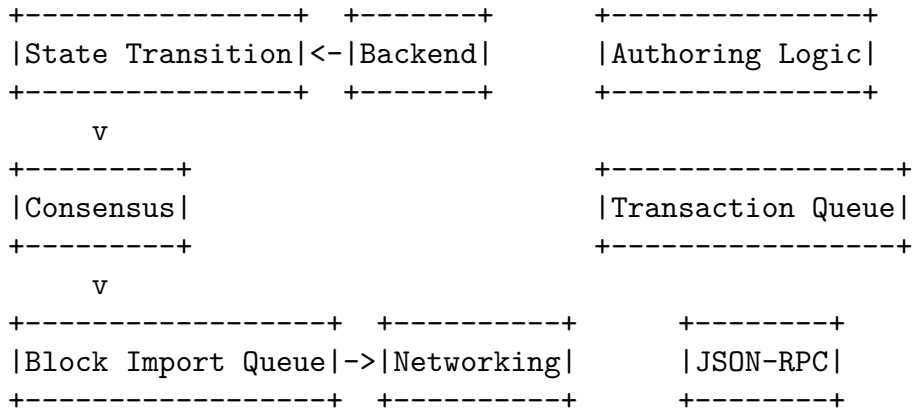 +----------------+ +-------+ +---------------+
|State Transition|<-|Backend| |Authoring Logic|
+----------------+ +-------+ +---------------+
v
+---------+ +-----------------+
|Consensus| |Transaction Queue|
+---------+ +-----------------+
v
+------------------+ +----------+ +--------+
|Block Import Queue|->|Networking| |JSON-RPC|
+------------------+ +----------+ +--------+